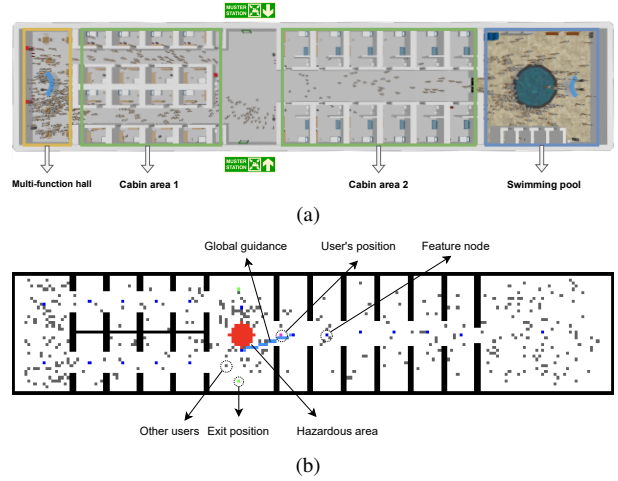 MUSTER
STATION
Multi-function hall
Cabin area 1
MUSTER
STATION
Cabin area 2
Swimming pool
(a)
Global guidance
User's position
Feature node
Other users
Exit position
Hazardous area
(b)